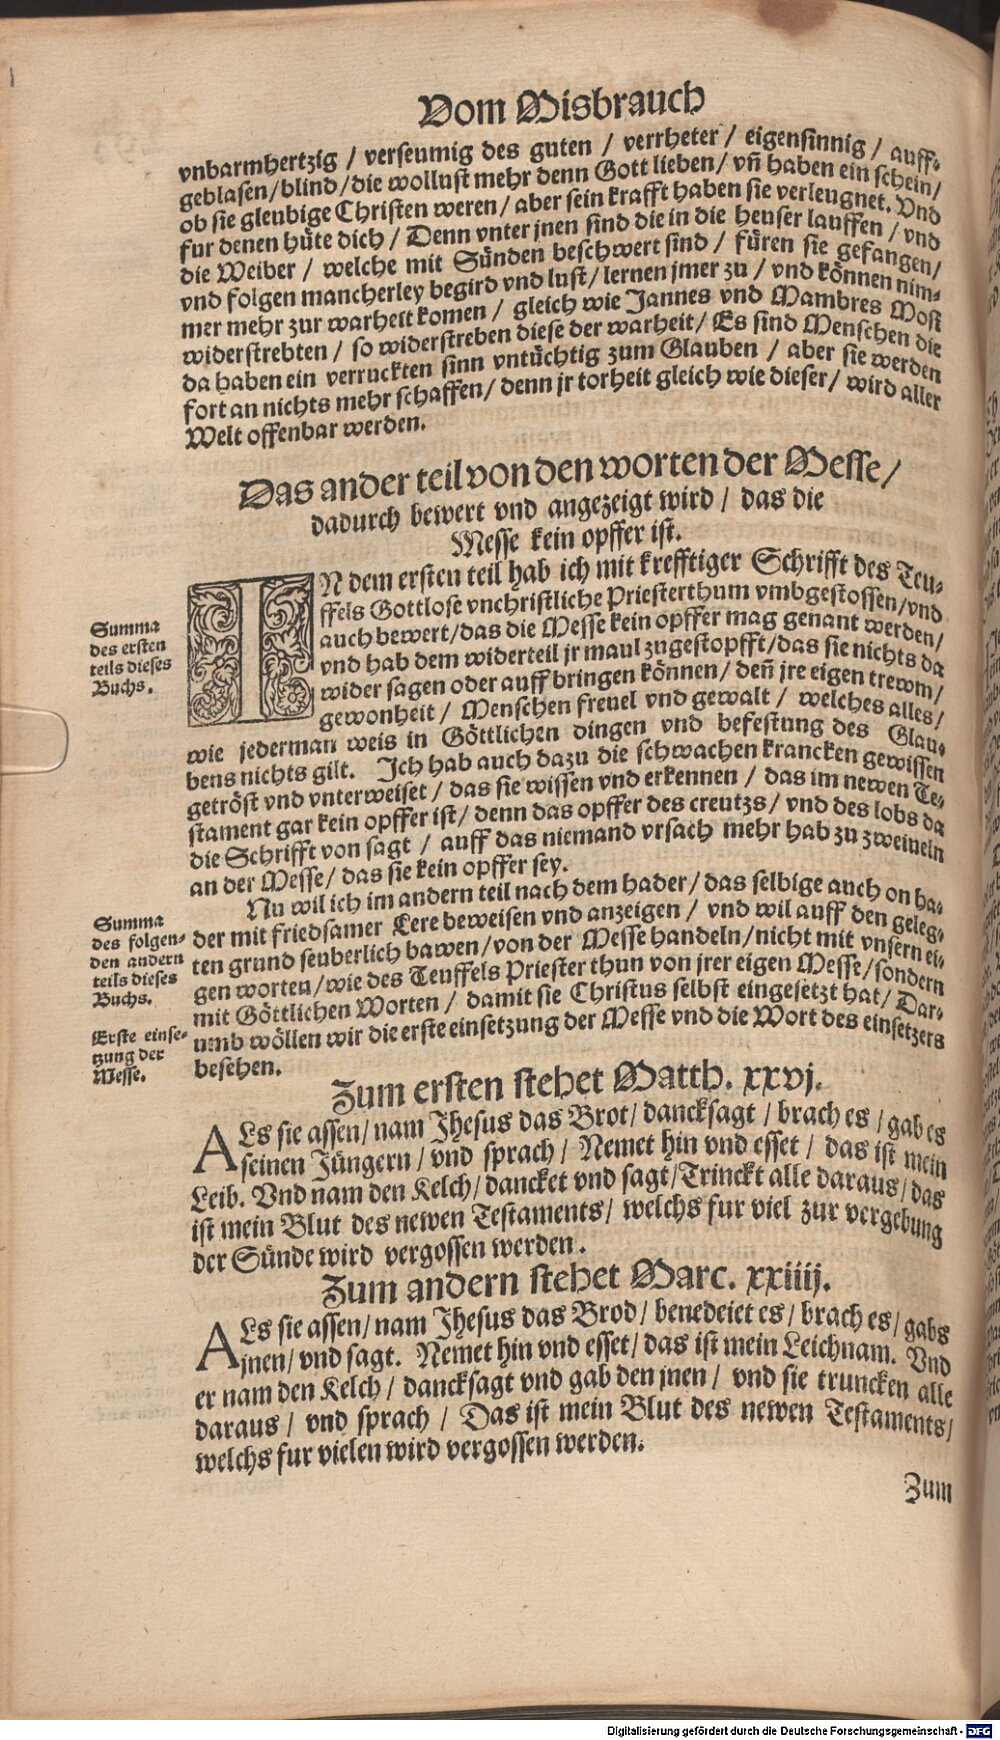 Vom Misbrauch
vnbarmhertzig / verseumig des guten / verrheter / eigensinnig / auff-
geblasen / blind / die wollust mehr denn Gott lieben / vñ haben ein schein /
ob sie gleubige Christen weren / aber sein krafft haben sie verleugnet. Vnd
fur denen hüte dich / Denn vnter jnen sind die in die heuser lauffen / vnd
die Weiber / welche mit Sünden beschwert sind / füren sie gefangen /
vnd folgen mancherley begird vnd lust / lernen jmer zu / vnd können nim-
mer mehr zur warheit komen / gleich wie Jannes vnd Mambres Mosi
widerstrebten / so widerstreben diese der warheit / Es sind Menschen die
da haben ein verruckten sinn vntüchtig zum Glauben / aber sie werden
fort an nichts mehr schaffen / denn jr torheit gleich wie dieser / wird aller
Welt offenbar werden.
Das ander teil von den worten der Messe /
dadurch bewert vnd angezeigt wird / das die
Messe kein opffer ist.
IN dem ersten teil hab ich mit krefftiger Schrifft des Teu-
ffels Gottlose vnchristliche Priesterthum vmbgestossen / vnd
auch bewert / das die Messe kein opffer mag genant werden /
vnd hab dem widerteil jr maul zugestopfft / das sie nichts da
wider sagen oder auff bringen können / deñ jre eigen trewm /
gewonheit / Menschen freuel vnd gewalt / welches alles /
wie jederman weis in Göttlichen dingen vnd befestung des Glau-
bens nichts gilt. Ich hab auch dazu die schwachen krancken gewissen
getröst vnd vnterweiset / das sie wissen vnd erkennen / das im newen Te-
stament gar kein opffer ist / denn das opffer des creutzs / vnd des lobs da
die Schrifft von sagt / auff das niemand vrsach mehr hab zu zweiueln
an der Messe / das sie kein opffer sey.
Summa
des ersten
teils dieses
Buchs.
Nu wil ich im andern teil nach dem hader / das selbige auch on ha-
der mit friedsamer Lere beweisen vnd anzeigen / vnd wil auff den geleg-
ten grund seuberlich bawen / von der Messe handeln / nicht mit vnsern ei-
gen worten / wie des Teuffels Priester thun von jrer eigen Messe / sondern
mit Göttlichen Worten / damit sie Christus selbst eingesetzt hat / Dar-
umb wöllen wir die erste einsetzung der Messe vnd die Wort des einsetzers
besehen.
Summa
des folgen-
den andern
teils dieses
Buchs.
Erste einse-
tzung der
Messe.
Zum ersten stehet Matth. xxvj.
ALs sie assen / nam Jhesus das Brot / dancksagt / brach es / gab es
seinen Jüngern / vnd sprach / Nemet hin vnd esset / das ist mein
Leib. Vnd nam den Kelch / dancket vnd sagt / Trinckt alle daraus / das
ist mein Blut des newen Testaments / welchs fur viel zur vergebung
der Sünde wird vergossen werden.
Zum andern stehet Marc. xxiiij.
ALs sie assen / nam Jhesus das Brod / benedeiet es / brach es / gabs
jnen / vnd sagt. Nemet hin vnd esset / das ist mein Leichnam. Vnd
er nam den Kelch / dancksagt vnd gab den jnen / vnd sie truncken alle
daraus / vnd sprach / Das ist mein Blut des newen Testaments /
welchs fur vielen wird vergossen werden.
Zum
Digitalisierung gefördert durch die Deutsche Forschungsgemeinschaft - DFG